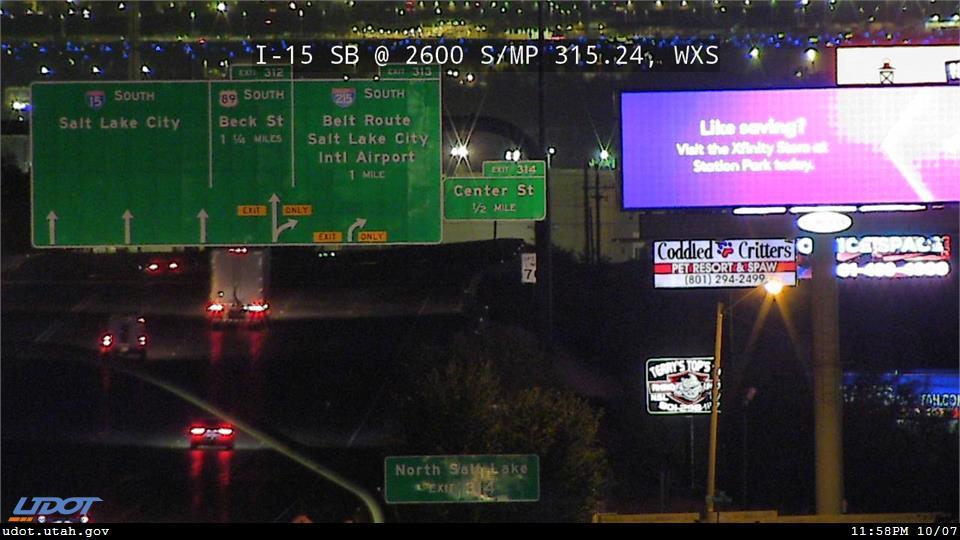 I-15 SB @ 2600 S/MP 315.24, WXS
EXIT 312
EXIT 313
15 SOUTH
Salt Lake City
89 SOUTH
Beck St
1 ¼ MILES
215 SOUTH
Belt Route
Salt Lake City
Intl Airport
1 MILE
EXIT ONLY
EXIT ONLY
EXIT 314
Center St
½ MILE
Like saving?
Visit the Xfinity Store at
Station Park today.
Coddled Critters
PET RESORT & SPAW
(801) 294-2499
TERRY'S TOP'S
North Salt Lake
EXIT 314
UDOT
udot.utah.gov
11:58PM 10/07